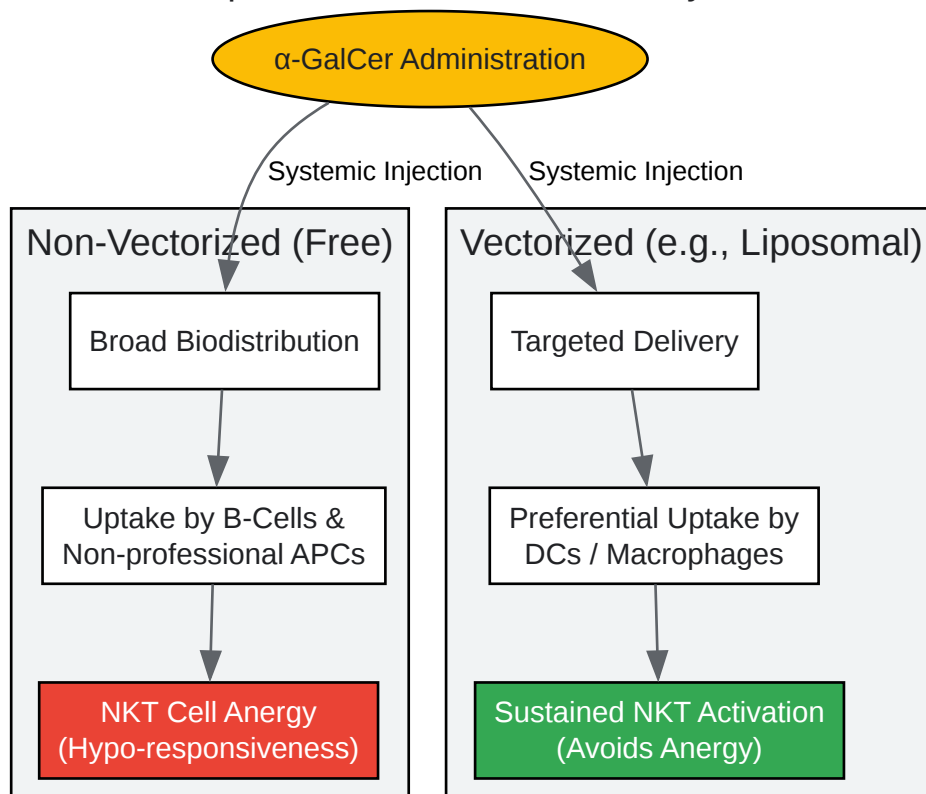 α-GalCer Administration
Systemic Injection
Systemic Injection
Non-Vectorized (Free)
Broad Biodistribution
Uptake by B-Cells &
Non-professional APCs
NKT Cell Anergy
(Hypo-responsiveness)
Vectorized (e.g., Liposomal)
Targeted Delivery
Preferential Uptake by
DCs / Macrophages
Sustained NKT Activation
(Avoids Anergy)